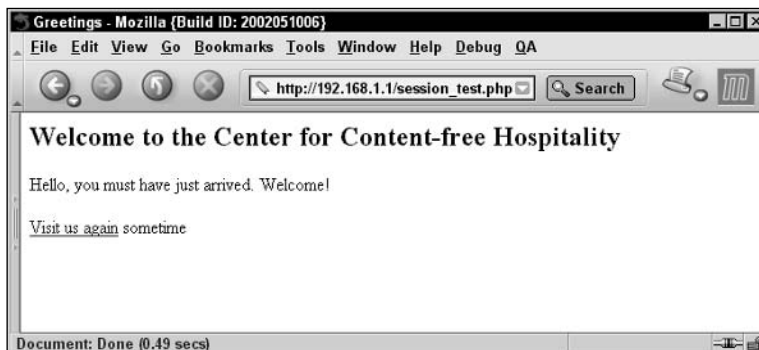 Greetings - Mozilla {Build ID: 2002051006}
File Edit View Go Bookmarks Tools Window Help Debug QA
http://192.168.1.1/session_test.php Search
Welcome to the Center for Content-free Hospitality
Hello, you must have just arrived. Welcome!
Visit us again sometime
Document: Done (0.49 secs)